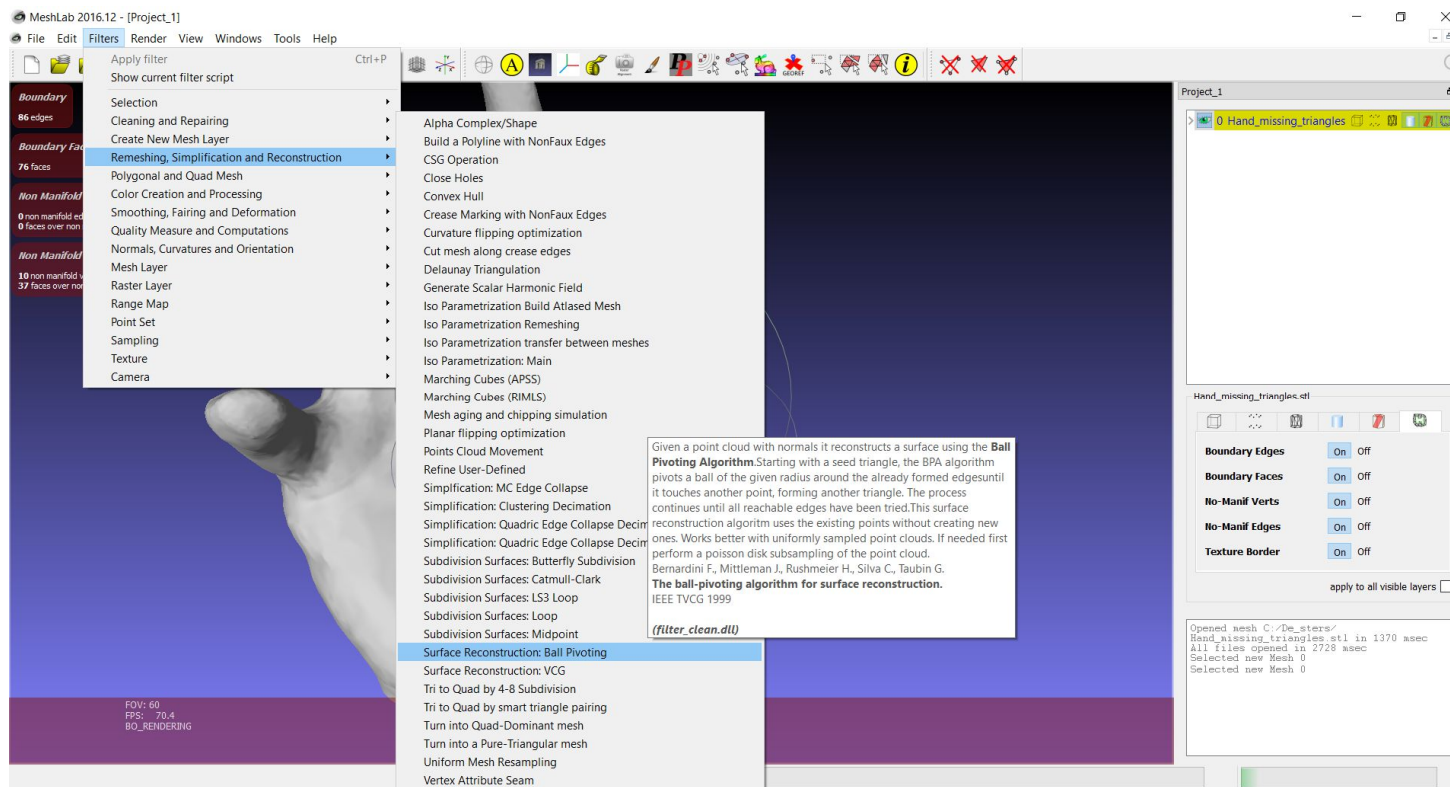 MeshLab 2016.12 - [Project_1]
File Edit Filters Render View Windows Tools Help
Apply filter Ctrl+P
Show current filter script
Selection
Cleaning and Repairing
Create New Mesh Layer
Remeshing, Simplification and Reconstruction
Polygonal and Quad Mesh
Color Creation and Processing
Smoothing, Fairing and Deformation
Quality Measure and Computations
Normals, Curvatures and Orientation
Mesh Layer
Raster Layer
Range Map
Point Set
Sampling
Texture
Camera
Boundary
86 edges
Boundary Fac
76 faces
Non Manifold
0 non manifold ed
0 faces over non
Non Manifold
10 non manifold v
37 faces over non
Alpha Complex/Shape
Build a Polyline with NonFaux Edges
CSG Operation
Close Holes
Convex Hull
Crease Marking with NonFaux Edges
Curvature flipping optimization
Cut mesh along crease edges
Delaunay Triangulation
Generate Scalar Harmonic Field
Iso Parametrization Build Atlased Mesh
Iso Parametrization Remeshing
Iso Parametrization transfer between meshes
Iso Parametrization: Main
Marching Cubes (APSS)
Marching Cubes (RIMLS)
Mesh aging and chipping simulation
Planar flipping optimization
Points Cloud Movement
Refine User-Defined
Simplfication: MC Edge Collapse
Simplification: Clustering Decimation
Simplification: Quadric Edge Collapse Decim
Simplification: Quadric Edge Collapse Decim
Subdivision Surfaces: Butterfly Subdivision
Subdivision Surfaces: Catmull-Clark
Subdivision Surfaces: LS3 Loop
Subdivision Surfaces: Loop
Subdivision Surfaces: Midpoint
Surface Reconstruction: Ball Pivoting
Surface Reconstruction: VCG
Tri to Quad by 4-8 Subdivision
Tri to Quad by smart triangle pairing
Turn into Quad-Dominant mesh
Turn into a Pure-Triangular mesh
Uniform Mesh Resampling
Vertex Attribute Seam
Given a point cloud with normals it reconstructs a surface using the Ball
Pivoting Algorithm.Starting with a seed triangle, the BPA algorithm
pivots a ball of the given radius around the already formed edgesuntil
it touches another point, forming another triangle. The process
continues until all reachable edges have been tried.This surface
reconstruction algoritm uses the existing points without creating new
ones. Works better with uniformly sampled point clouds. If needed first
perform a poisson disk subsampling of the point cloud.
Bernardini F., Mittleman J., Rushmeier H., Silva C., Taubin G.
The ball-pivoting algorithm for surface reconstruction.
IEEE TVCG 1999
(filter_clean.dll)
FOV: 60
FPS: 70.4
BO_RENDERING
A
Pp
GEOREF
i
Project_1
0 Hand_missing_triangles
Hand_missing_triangles.stl
Boundary Edges On Off
Boundary Faces On Off
No-Manif Verts On Off
No-Manif Edges On Off
Texture Border On Off
apply to all visible layers
Opened mesh C:/De_sters/
Hand_missing_triangles.stl in 1370 msec
All files opened in 2728 msec
Selected new Mesh 0
Selected new Mesh 0